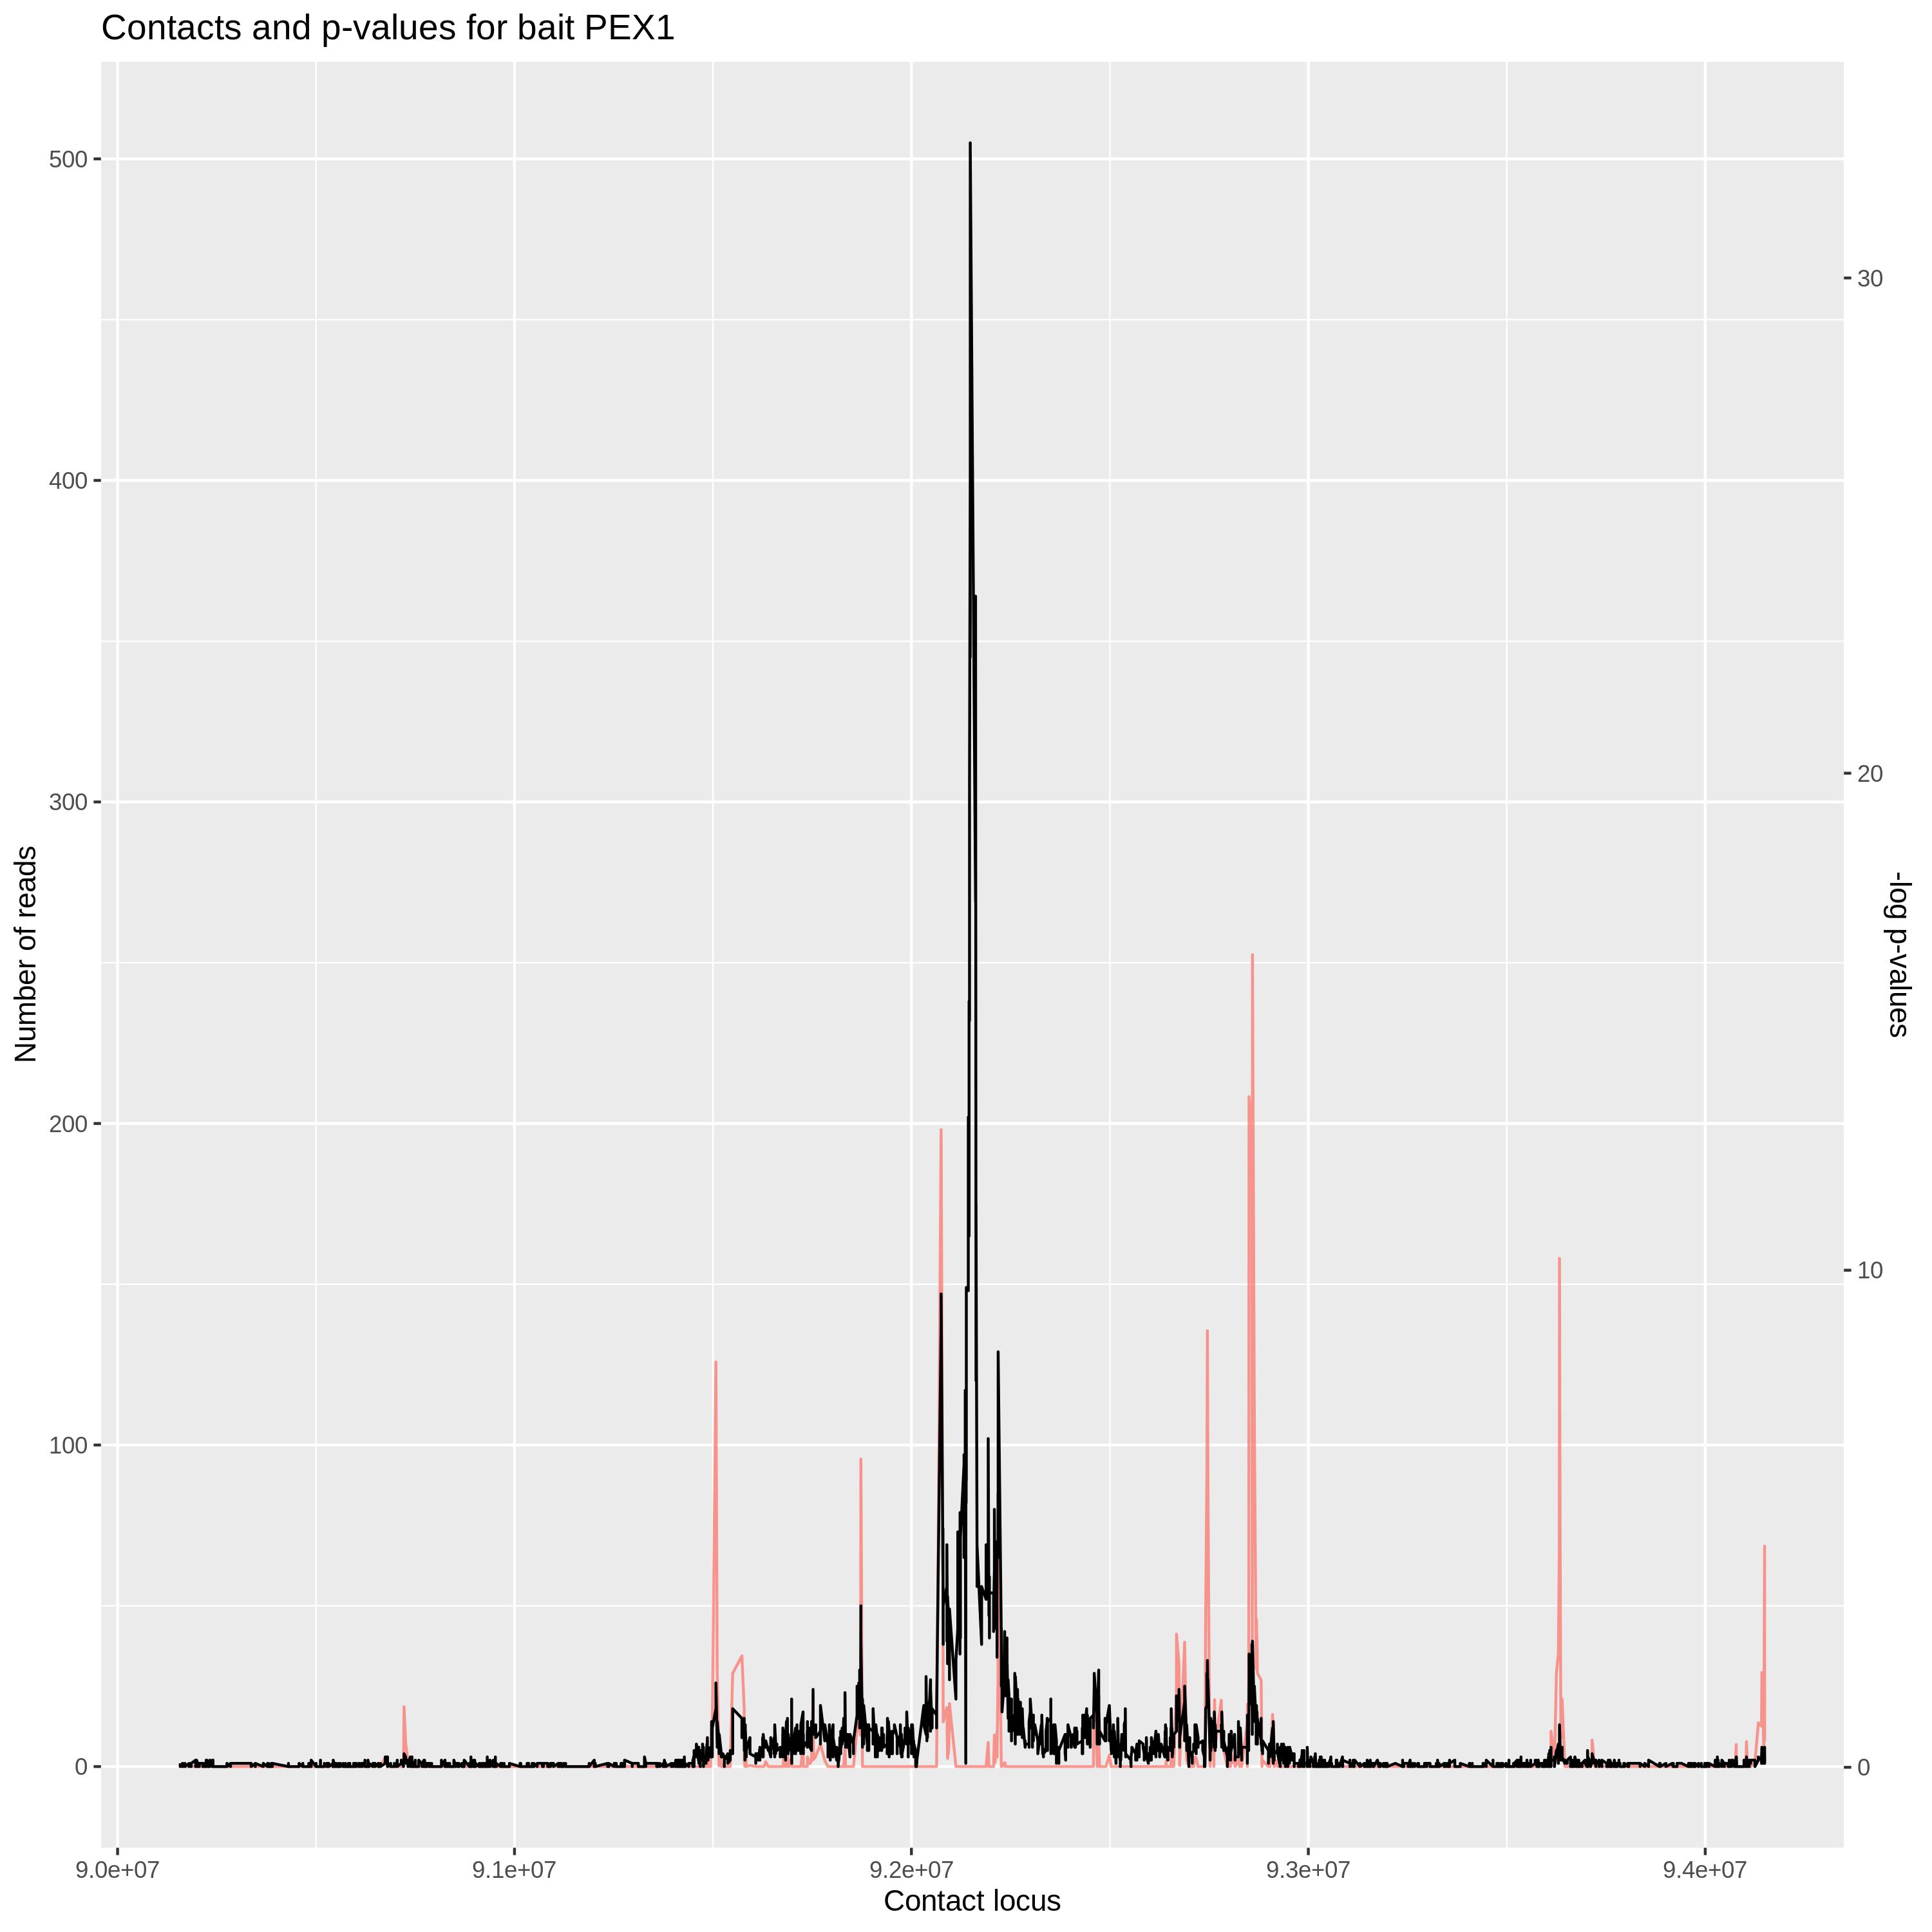 Contacts and p-values for bait PEX1
500
400
300
200
100
0
Number of reads
30
20
10
0
-log p-values
9.0e+07
9.1e+07
9.2e+07
9.3e+07
9.4e+07
Contact locus